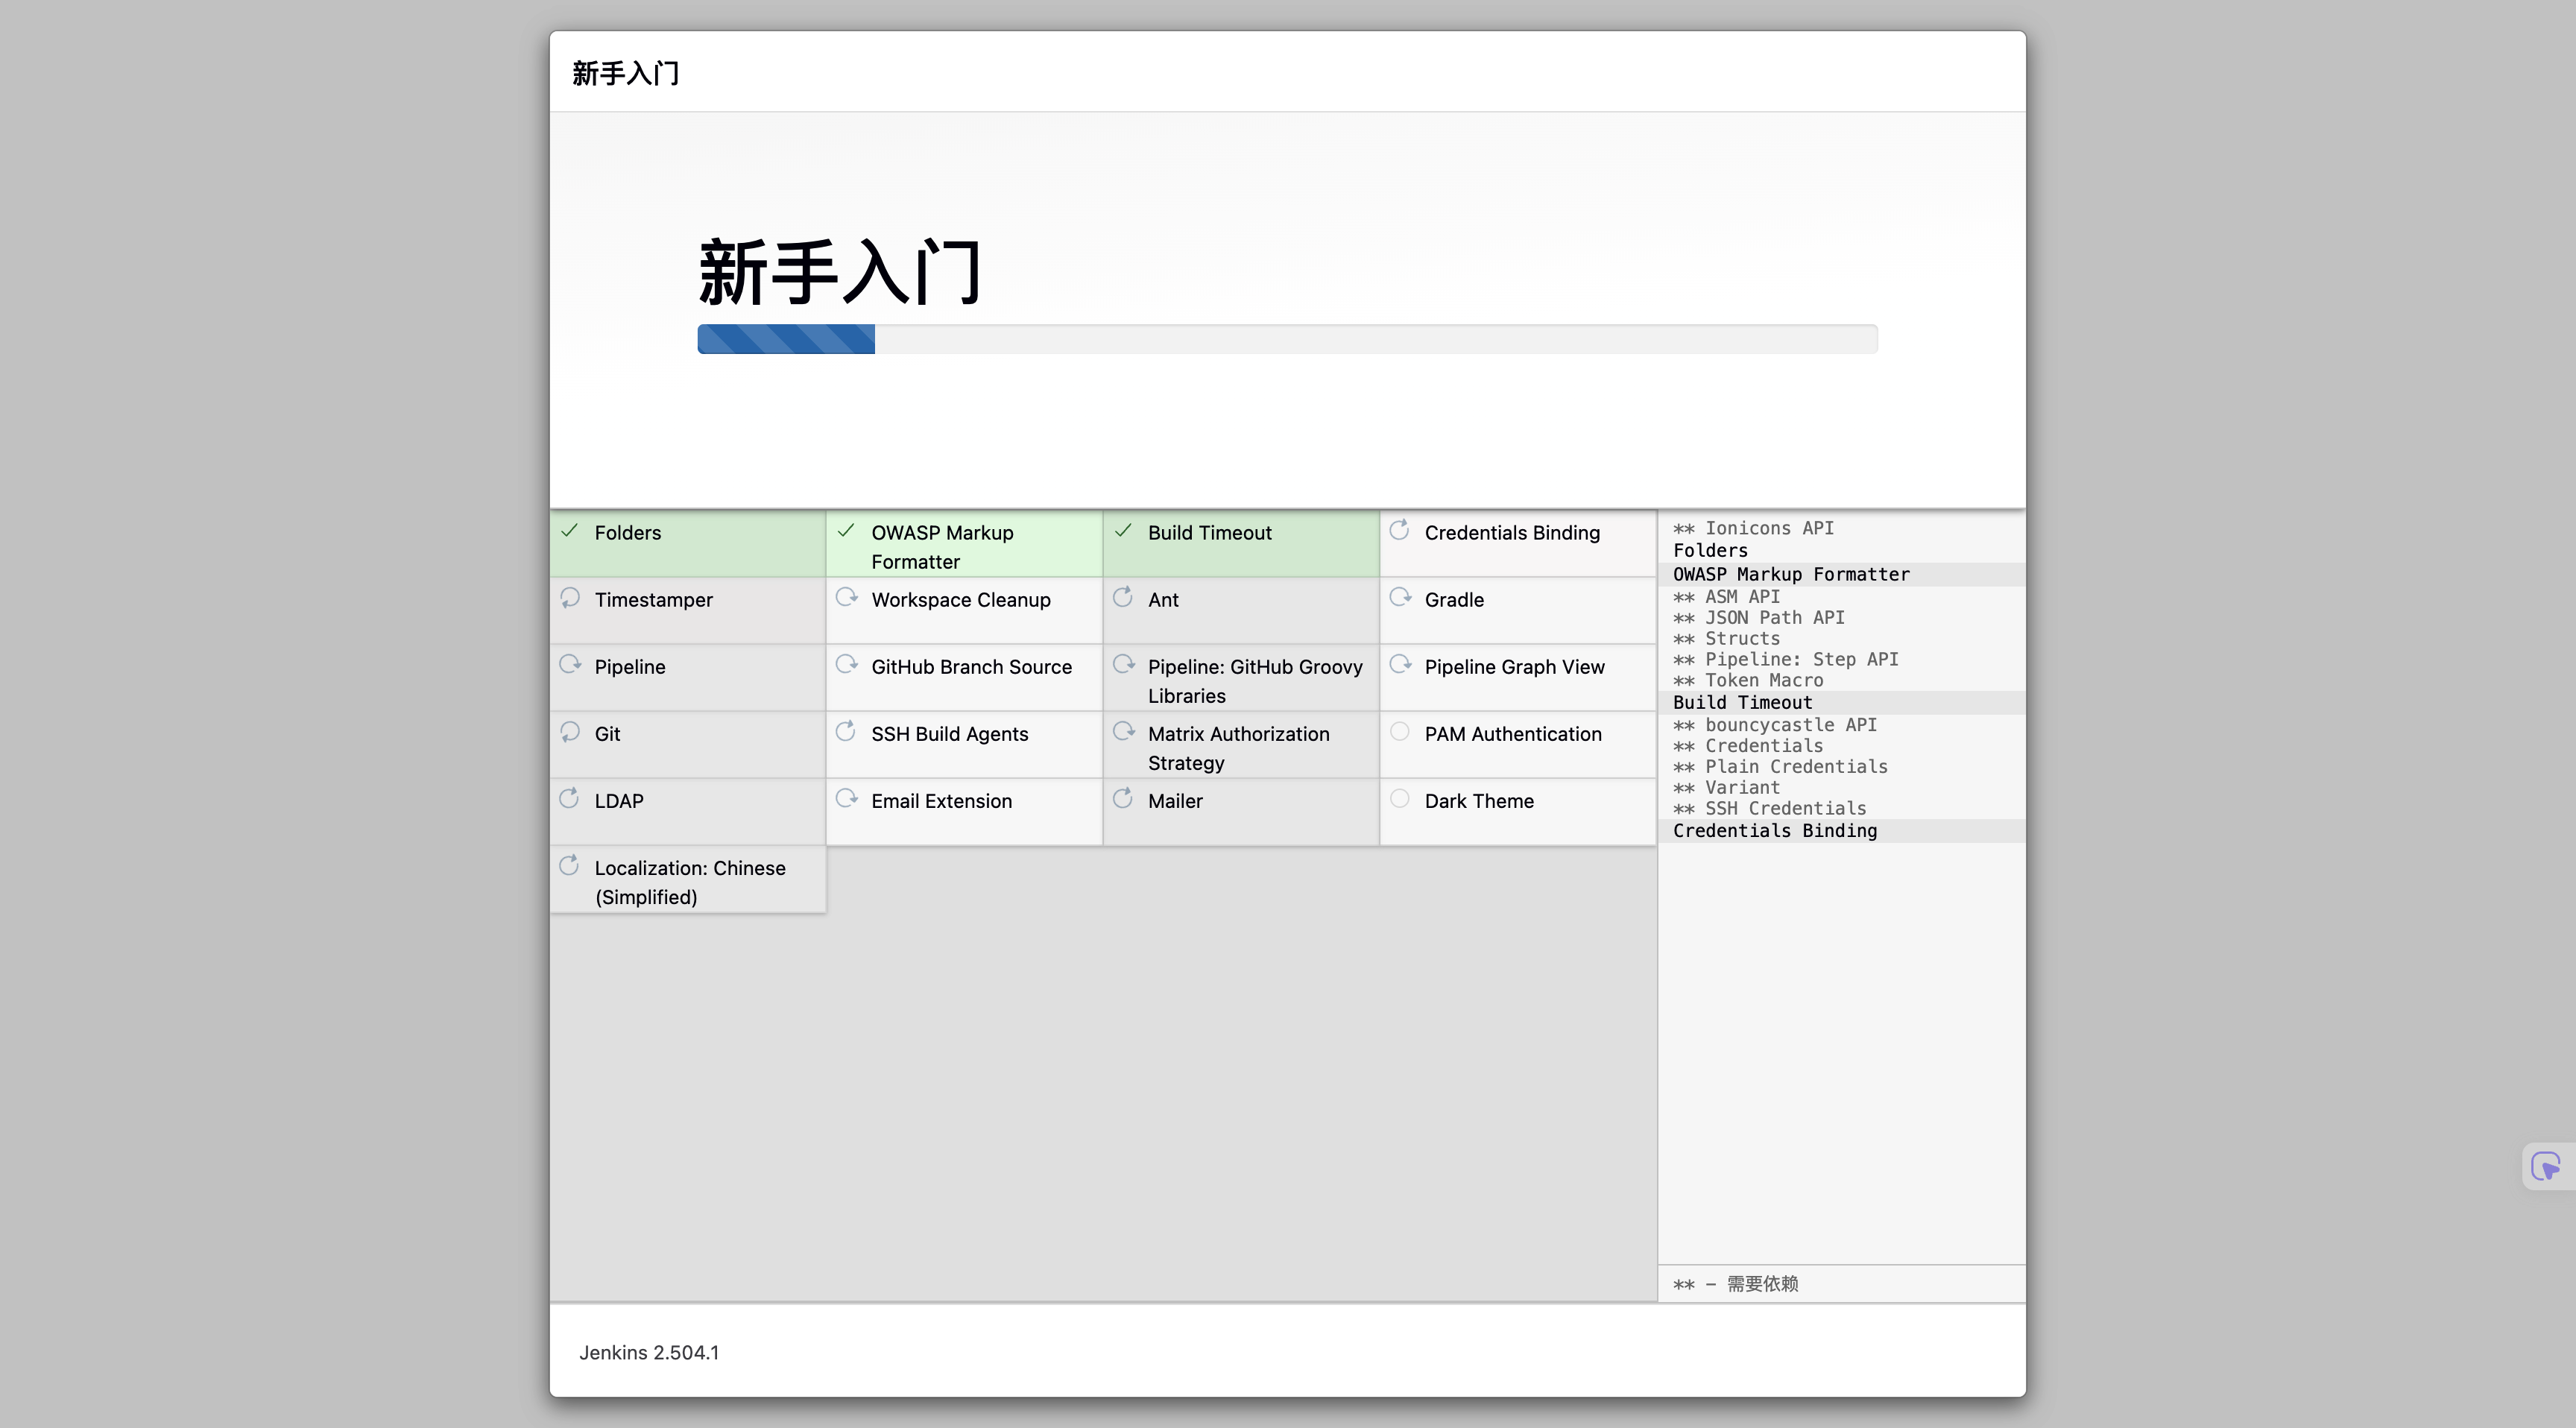 新手入门
新手入门
Folders
OWASP Markup
Formatter
Build Timeout
Credentials Binding
Timestamper
Workspace Cleanup
Ant
Gradle
Pipeline
GitHub Branch Source
Pipeline: GitHub Groovy
Libraries
Pipeline Graph View
Git
SSH Build Agents
Matrix Authorization
Strategy
PAM Authentication
LDAP
Email Extension
Mailer
Dark Theme
Localization: Chinese
(Simplified)
** Ionicons API
Folders
OWASP Markup Formatter
** ASM API
** JSON Path API
** Structs
** Pipeline: Step API
** Token Macro
Build Timeout
** bouncycastle API
** Credentials
** Plain Credentials
** Variant
** SSH Credentials
Credentials Binding
** - 需要依赖
Jenkins 2.504.1